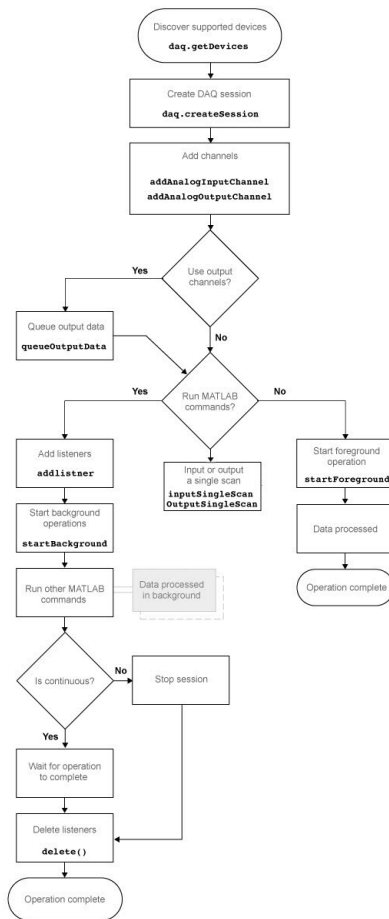 Discover supported devices
daq.getDevices
Create DAQ session
daq.createSession
Add channels
addAnalogInputChannel
addAnalogOutputChannel
Yes
Use output
channels?
Queue output data
queueOutputData
No
Yes
Run MATLAB
commands?
No
Add listeners
addlistner
Input or output
a single scan
inputSingleScan
OutputSingleScan
Start foreground
operation
startForeground
Start background
operations
startBackground
Data processed
Run other MATLAB
commands
Data processed
in background
Operation complete
Is continuous?
No
Stop session
Yes
Wait for operation
to complete
Delete listeners
delete()
Operation complete